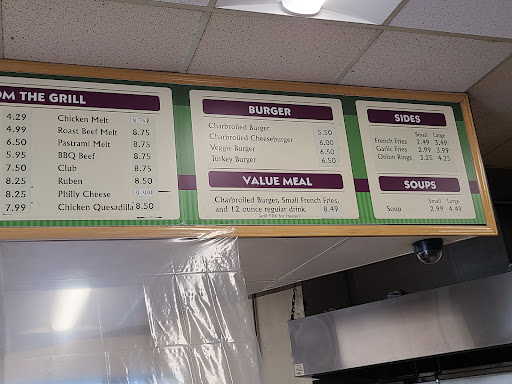 OM THE GRILL
4.29 Chicken Melt
4.99 Roast Beef Melt 8.75
6.50 Pastrami Melt 8.75
5.95 BBQ Beef 8.75
7.50 Club 8.75
8.25 Ruben 8.50
8.25 Philly Cheese
7.99 Chicken Quesadilla 8.50
BURGER
Charbroiled Burger 5.50
Charbroiled Cheeseburger 6.00
Veggie Burger 6.50
Turkey Burger 6.50
VALUE MEAL
Charbroiled Burger, Small French Fries,
and 12 ounce regular drink 8.49
(add 50¢ for cheese)
SIDES
Small Large
French Fries 2.49 3.49
Garlic Fries 2.99 3.99
Onion Rings 3.25 4.25
SOUPS
Small Large
Soup 2.99 4.49